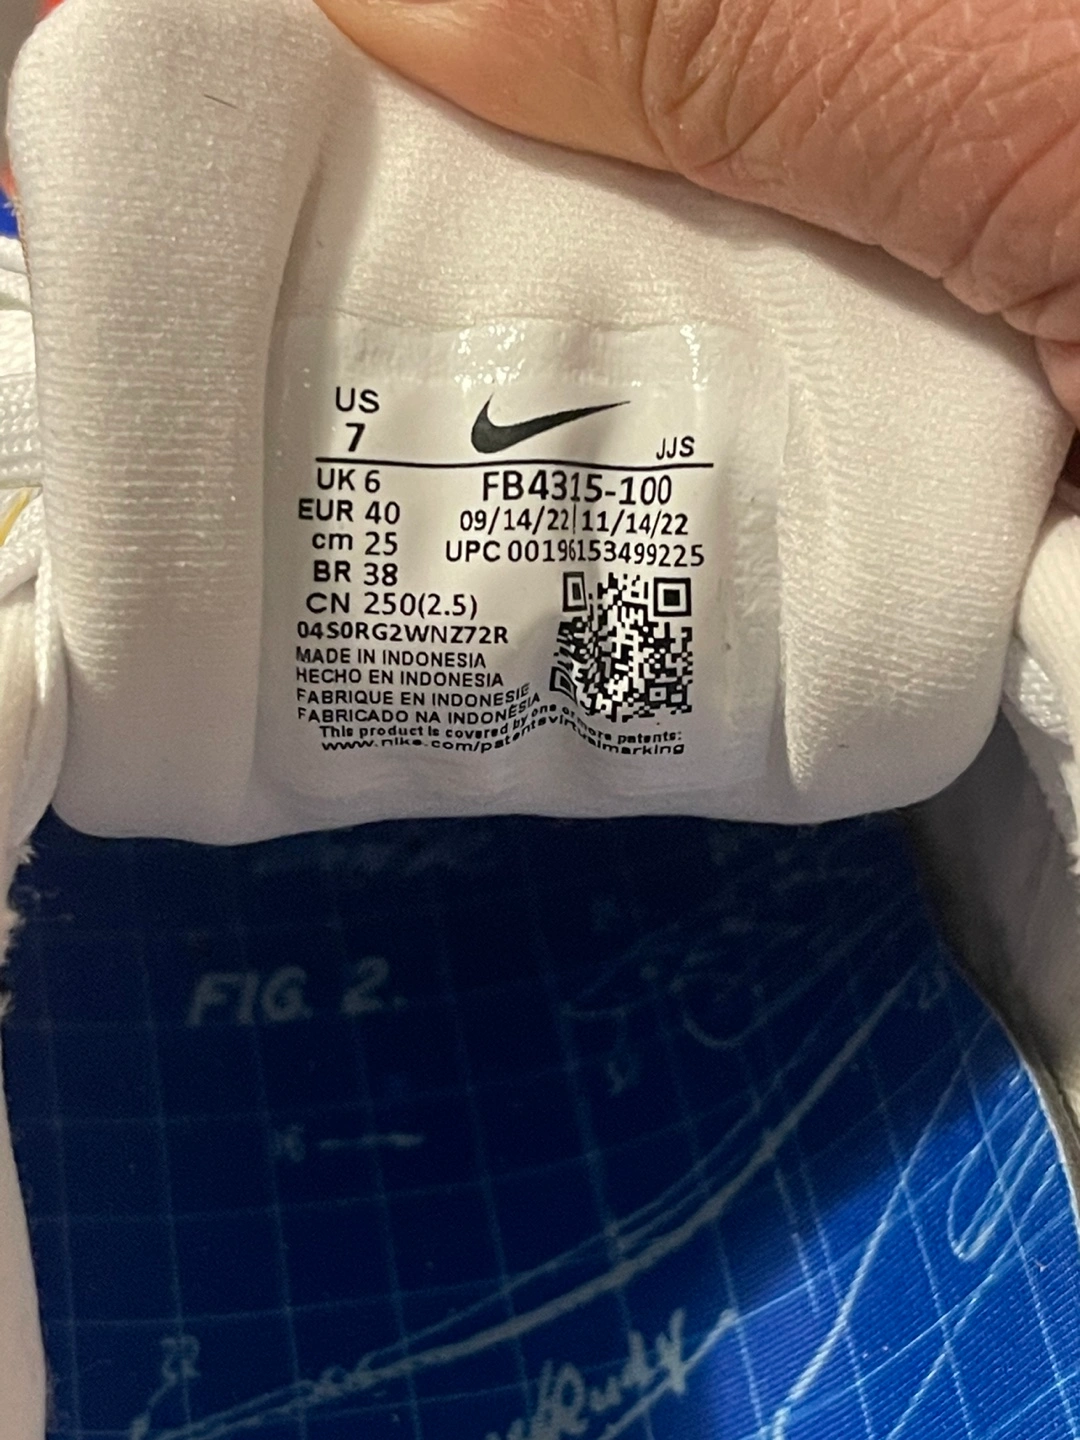 US
7
JJS
UK 6
FB4315-100
EUR 40
09/14/22|11/14/22
cm 25
UPC 00196153499225
BR 38
CN 250(2.5)
04S0RG2WNZ72R
MADE IN INDONESIA
HECHO EN INDONESIA
FABRIQUE EN INDONESIE
FABRICADO NA INDONÉSIA
This product is covered by one or more patents:
www.nike.com/patentsvirtualmarking
FIG. 2.